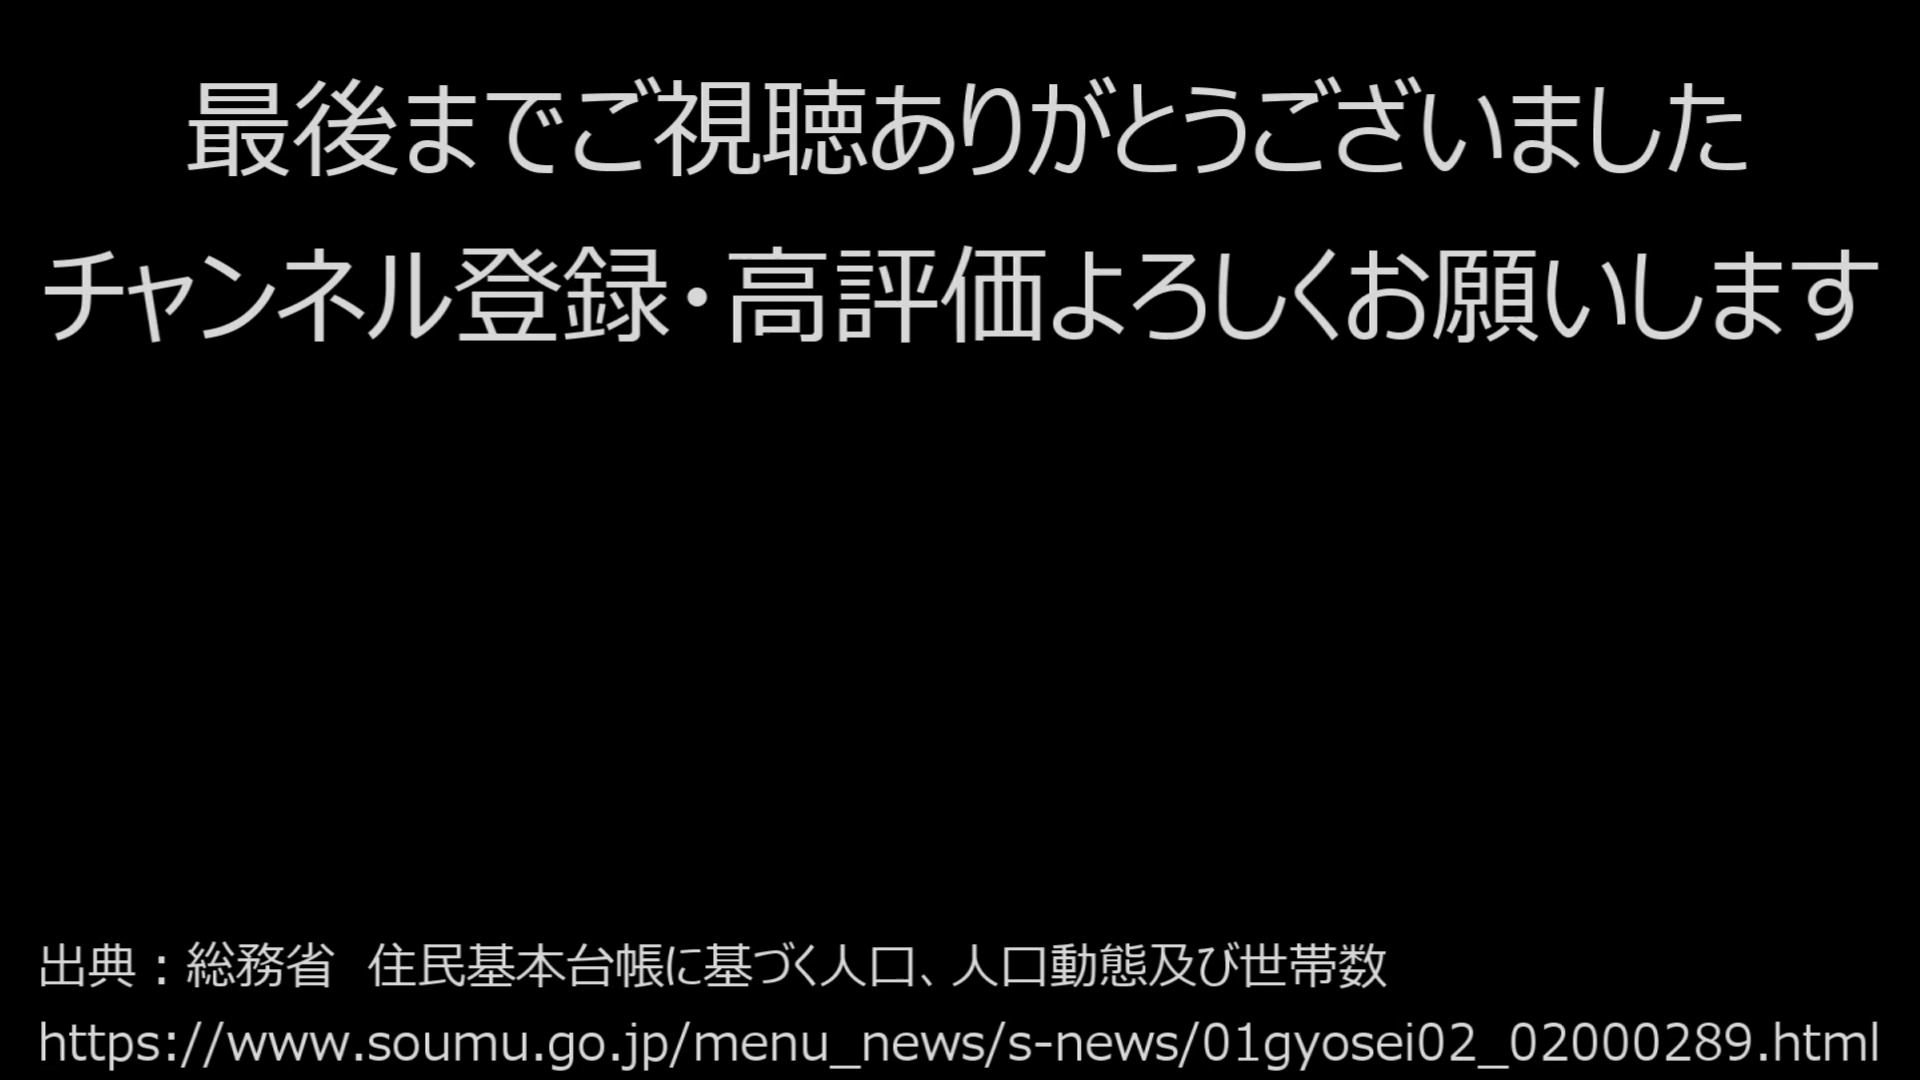 最後までご視聴ありがとうございました
チャンネル登録・高評価よろしくお願いします
出典：総務省　住民基本台帳に基づく人口、人口動態及び世帯数
https://www.soumu.go.jp/menu_news/s-news/01gyosei02_02000289.html